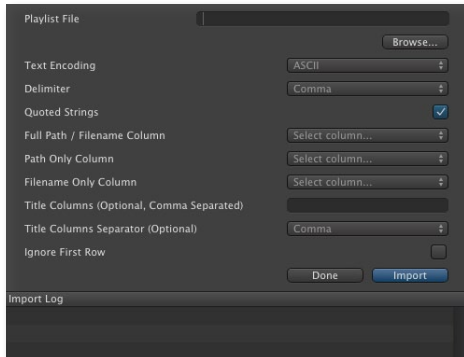 Playlist File
Browse...
Text Encoding ASCII
Delimiter Comma
Quoted Strings
Full Path / Filename Column Select column...
Path Only Column Select column...
Filename Only Column Select column...
Title Columns (Optional, Comma Separated)
Title Columns Separator (Optional) Comma
Ignore First Row
Done Import
Import Log